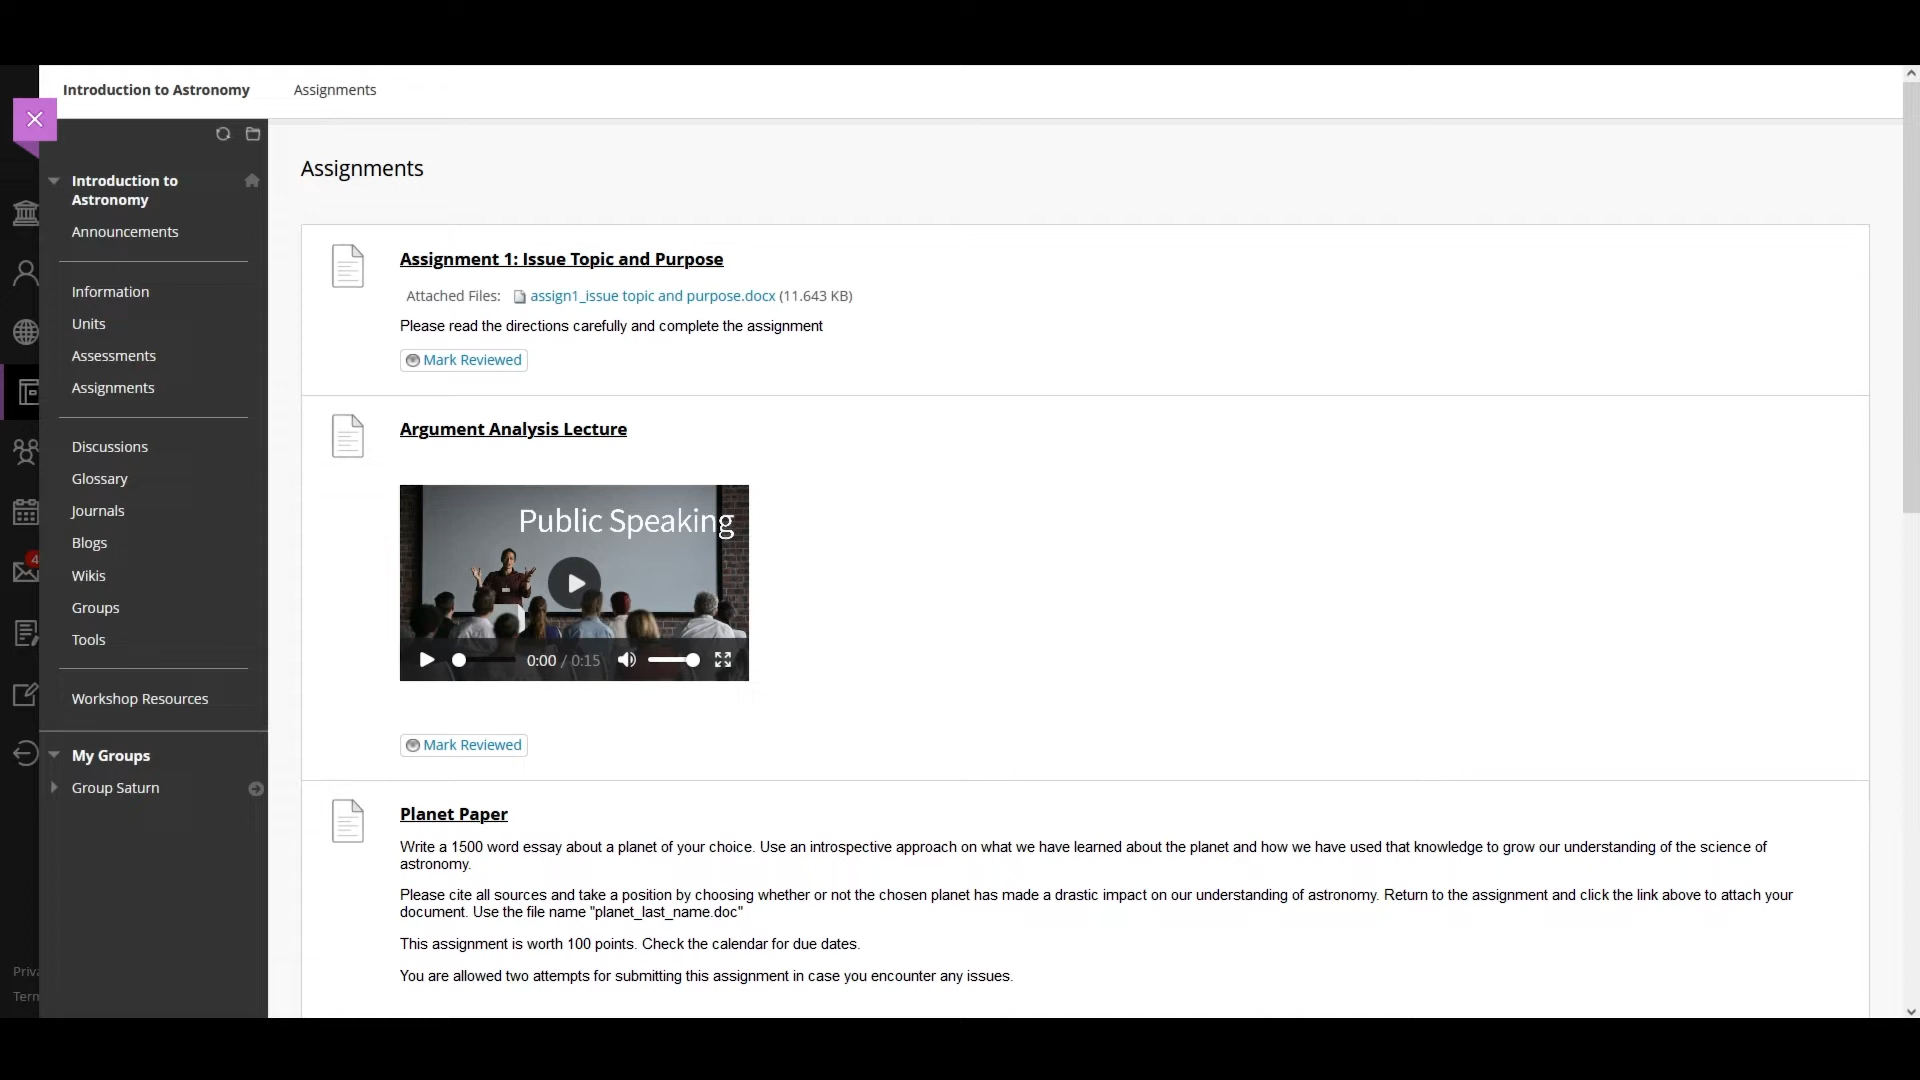 Introduction to Astronomy
Assignments
Introduction to
Astronomy
Announcements
Information
Units
Assessments
Assignments
Discussions
Glossary
Journals
Blogs
Wikis
Groups
Tools
Workshop Resources
My Groups
Group Saturn
4
Priva
Term
Assignments
Assignment 1: Issue Topic and Purpose
Attached Files: assign1_issue topic and purpose.docx (11.643 KB)
Please read the directions carefully and complete the assignment
Mark Reviewed
Argument Analysis Lecture
Public Speaking
0:00 / 0:15
Mark Reviewed
Planet Paper
Write a 1500 word essay about a planet of your choice. Use an introspective approach on what we have learned about the planet and how we have used that knowledge to grow our understanding of the science of
astronomy.
Please cite all sources and take a position by choosing whether or not the chosen planet has made a drastic impact on our understanding of astronomy. Return to the assignment and click the link above to attach your
document. Use the file name "planet_last_name.doc"
This assignment is worth 100 points. Check the calendar for due dates.
You are allowed two attempts for submitting this assignment in case you encounter any issues.